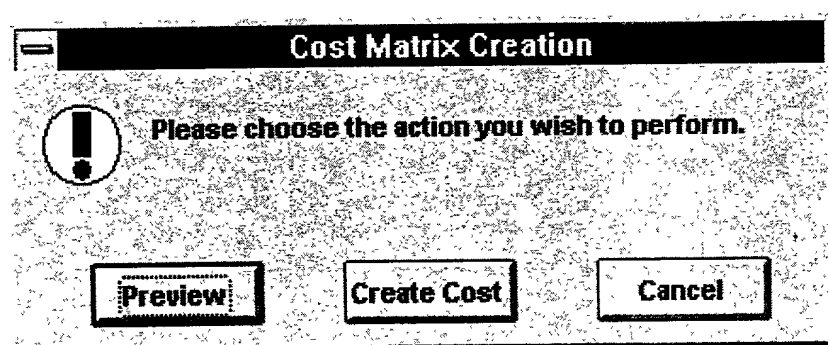 Cost Matrix Creation
Please choose the action you wish to perform.
Preview
Create Cost
Cancel